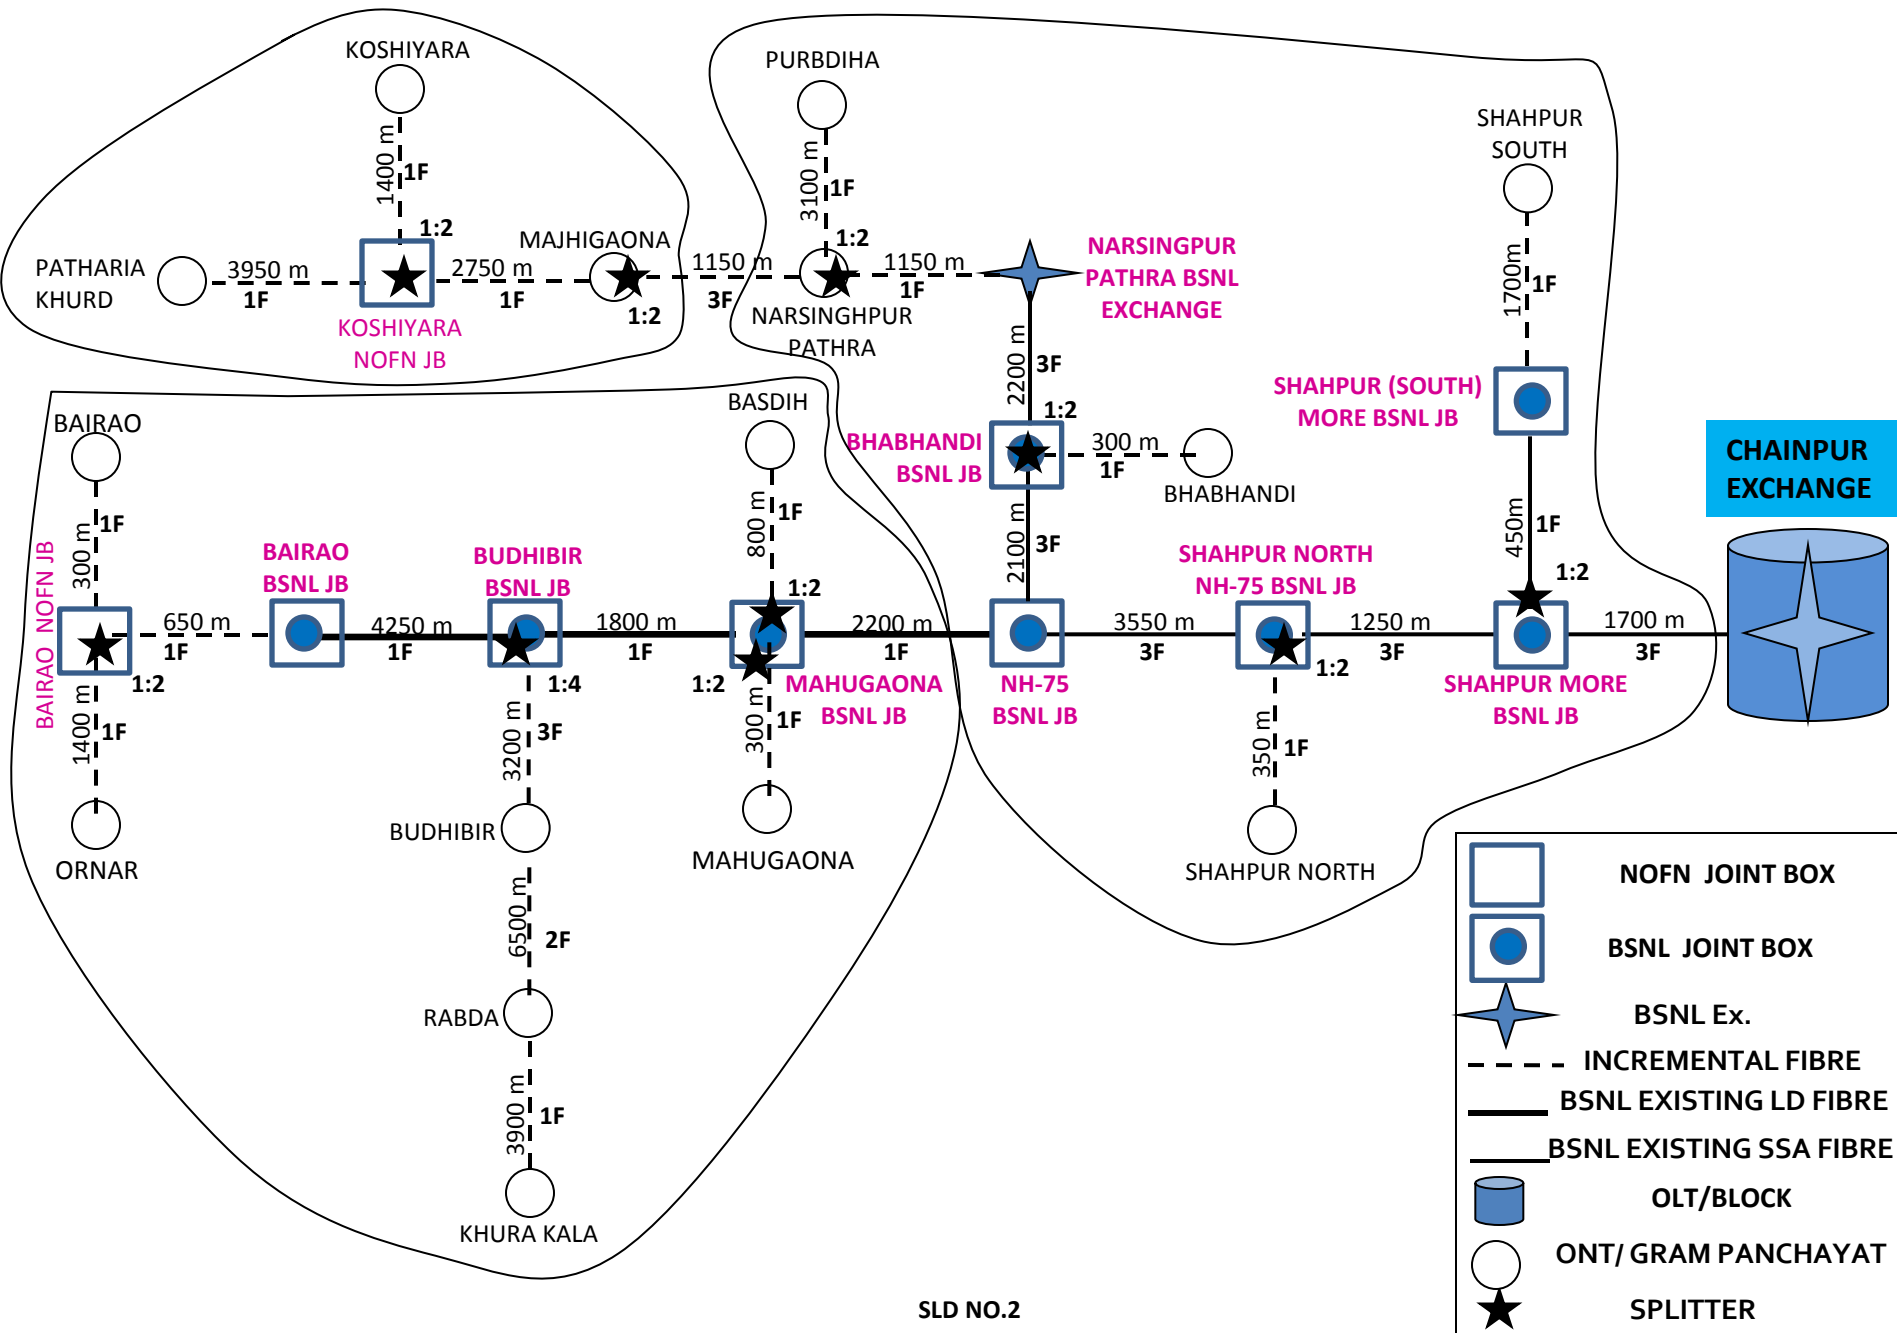 KOSHIYARA
1400 m
1F
1:2
PATHARIA
KHURD
3950 m
1F
2750 m
1F
KOSHIYARA
NOFN JB
MAJHIGAONA
1:2
1150 m
3F
PURBDIHA
3100 m
1F
1:2
NARSINGHPUR
PATHRA
1150 m
1F
NARSINGPUR
PATHRA BSNL
EXCHANGE
2200 m
3F
1:2
BHABHANDI
BSNL JB
300 m
1F
BHABHANDI
2100 m
3F
SHAHPUR
SOUTH
1700m
1F
SHAHPUR (SOUTH)
MORE BSNL JB
450m
1F
1:2
CHAINPUR
EXCHANGE
1700 m
3F
SHAHPUR MORE
BSNL JB
1250 m
3F
SHAHPUR NORTH
NH-75 BSNL JB
1:2
350 m
1F
SHAHPUR NORTH
3550 m
3F
NH-75
BSNL JB
2200 m
1F
BASDIH
800 m
1F
1:2
1:2
MAHUGAONA
BSNL JB
300 m
1F
MAHUGAONA
1800 m
1F
BUDHIBIR
BSNL JB
1:4
3200 m
3F
BUDHIBIR
6500 m
2F
RABDA
3900 m
1F
KHURA KALA
4250 m
1F
BAIRAO
BSNL JB
650 m
1F
BAIRAO
300 m
1F
BAIRAO NOFN JB
1:2
1400 m
1F
ORNAR
NOFN JOINT BOX
BSNL JOINT BOX
BSNL Ex.
INCREMENTAL FIBRE
BSNL EXISTING LD FIBRE
BSNL EXISTING SSA FIBRE
OLT/BLOCK
ONT/ GRAM PANCHAYAT
SPLITTER
SLD NO.2